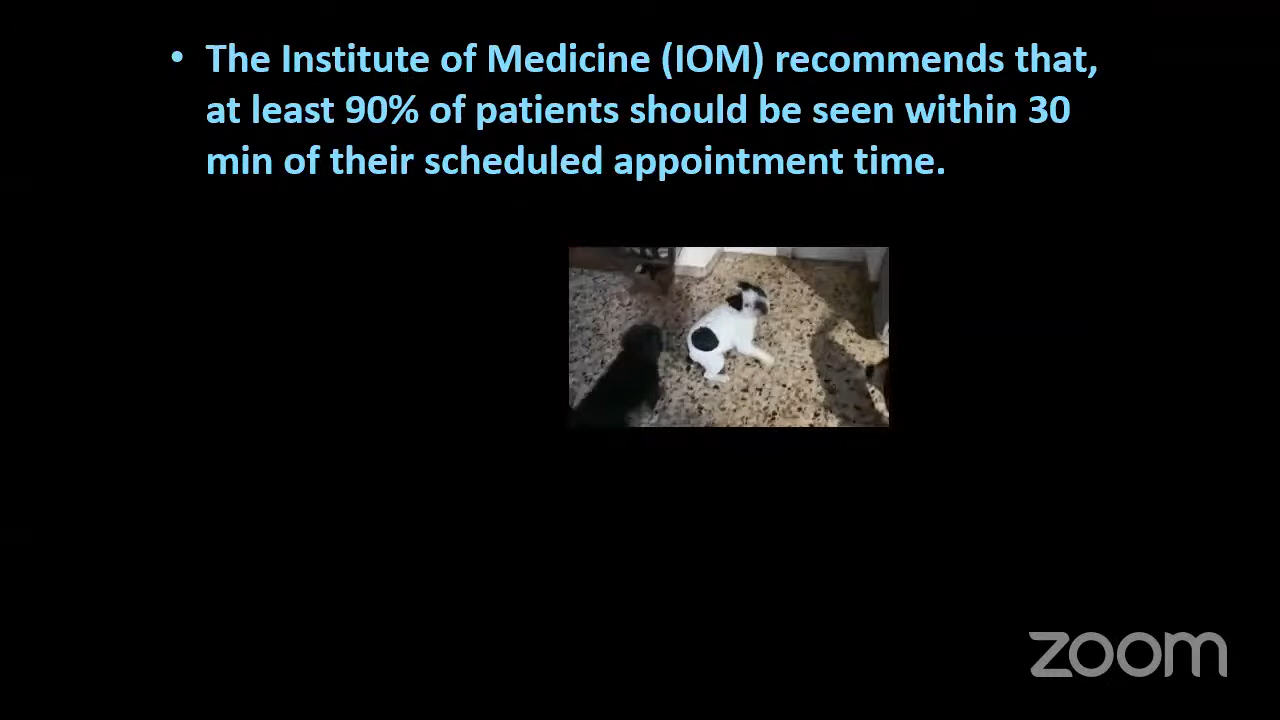 • The Institute of Medicine (IOM) recommends that,
at least 90% of patients should be seen within 30
min of their scheduled appointment time.
zoom